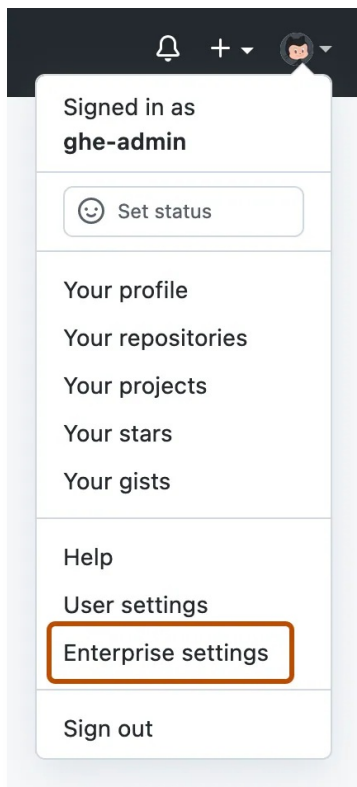 Signed in as
ghe-admin
Set status
Your profile
Your repositories
Your projects
Your stars
Your gists
Help
User settings
Enterprise settings
Sign out